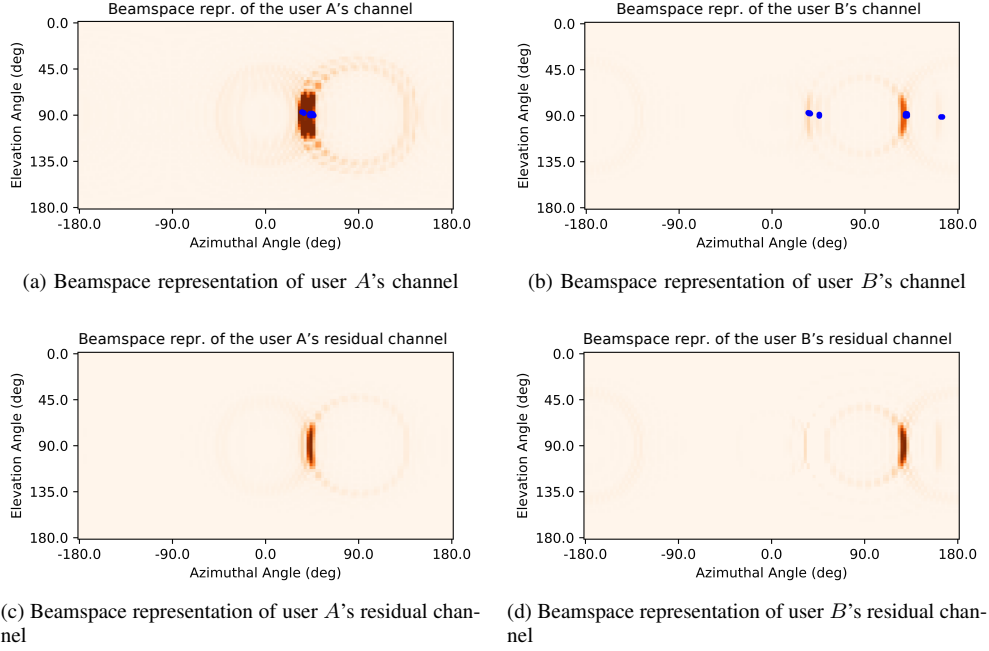 Beamspace repr. of the user A's channel
0.0
45.0
90.0
135.0
180.0
Elevation Angle (deg)
-180.0 -90.0 0.0 90.0 180.0
Azimuthal Angle (deg)
(a) Beamspace representation of user A's channel
Beamspace repr. of the user B's channel
0.0
45.0
90.0
135.0
180.0
Elevation Angle (deg)
-180.0 -90.0 0.0 90.0 180.0
Azimuthal Angle (deg)
(b) Beamspace representation of user B's channel
Beamspace repr. of the user A's residual channel
0.0
45.0
90.0
135.0
180.0
Elevation Angle (deg)
-180.0 -90.0 0.0 90.0 180.0
Azimuthal Angle (deg)
(c) Beamspace representation of user A's residual chan-
nel
Beamspace repr. of the user B's residual channel
0.0
45.0
90.0
135.0
180.0
Elevation Angle (deg)
-180.0 -90.0 0.0 90.0 180.0
Azimuthal Angle (deg)
(d) Beamspace representation of user B's residual chan-
nel